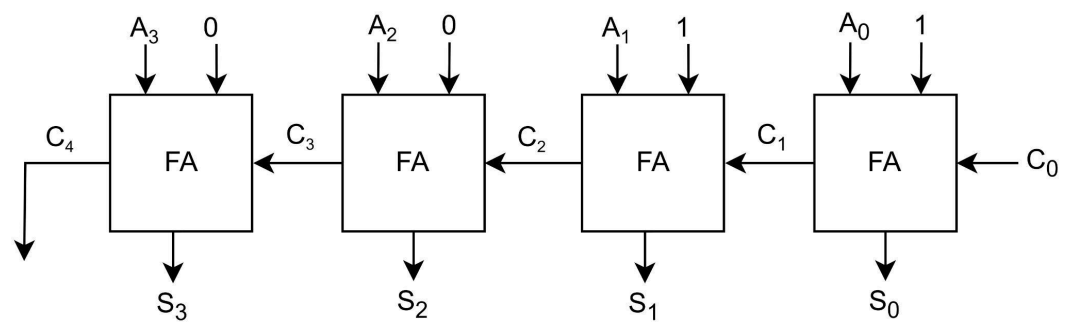 A₃ 0 A₂ 0 A₁ 1 A₀ 1
C₄ FA C₃ FA C₂ FA C₁ FA C₀
S₃ S₂ S₁ S₀